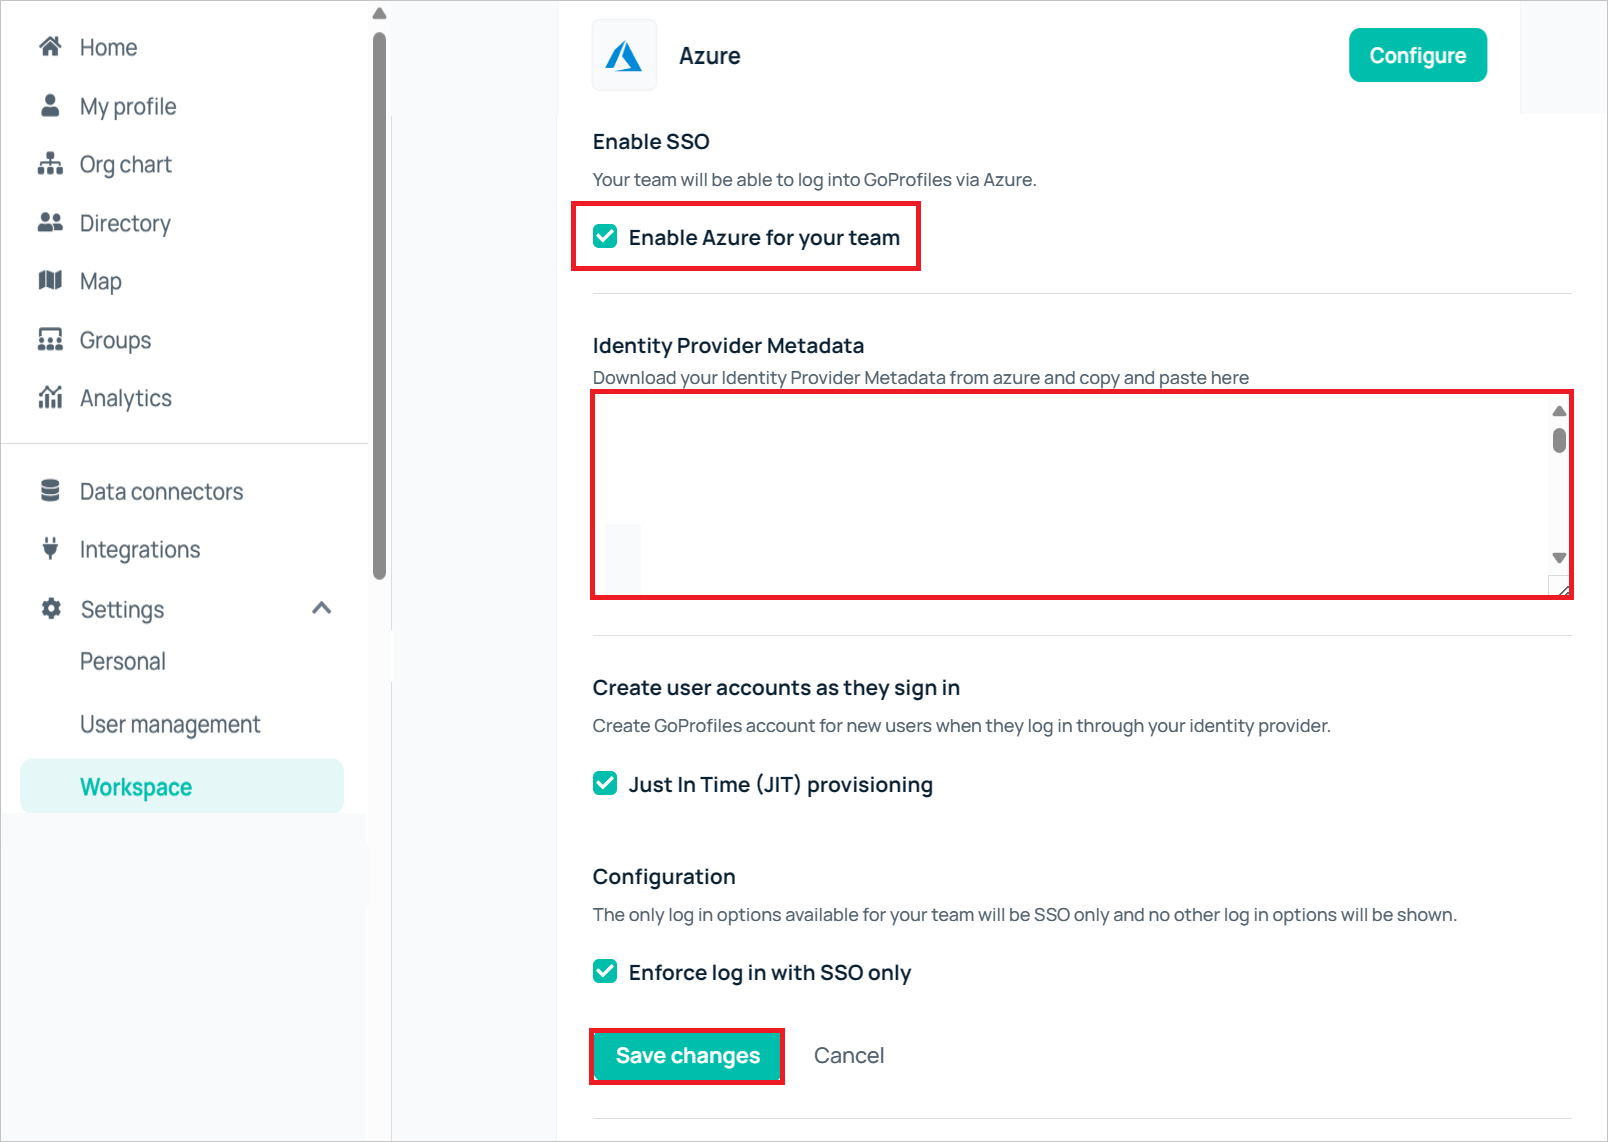 Home
My profile
Org chart
Directory
Map
Groups
Analytics
Data connectors
Integrations
Settings
Personal
User management
Workspace
Azure
Configure
Enable SSO
Your team will be able to log into GoProfiles via Azure.
Enable Azure for your team
Identity Provider Metadata
Download your Identity Provider Metadata from azure and copy and paste here
Create user accounts as they sign in
Create GoProfiles account for new users when they log in through your identity provider.
Just In Time (JIT) provisioning
Configuration
The only log in options available for your team will be SSO only and no other log in options will be shown.
Enforce log in with SSO only
Save changes
Cancel